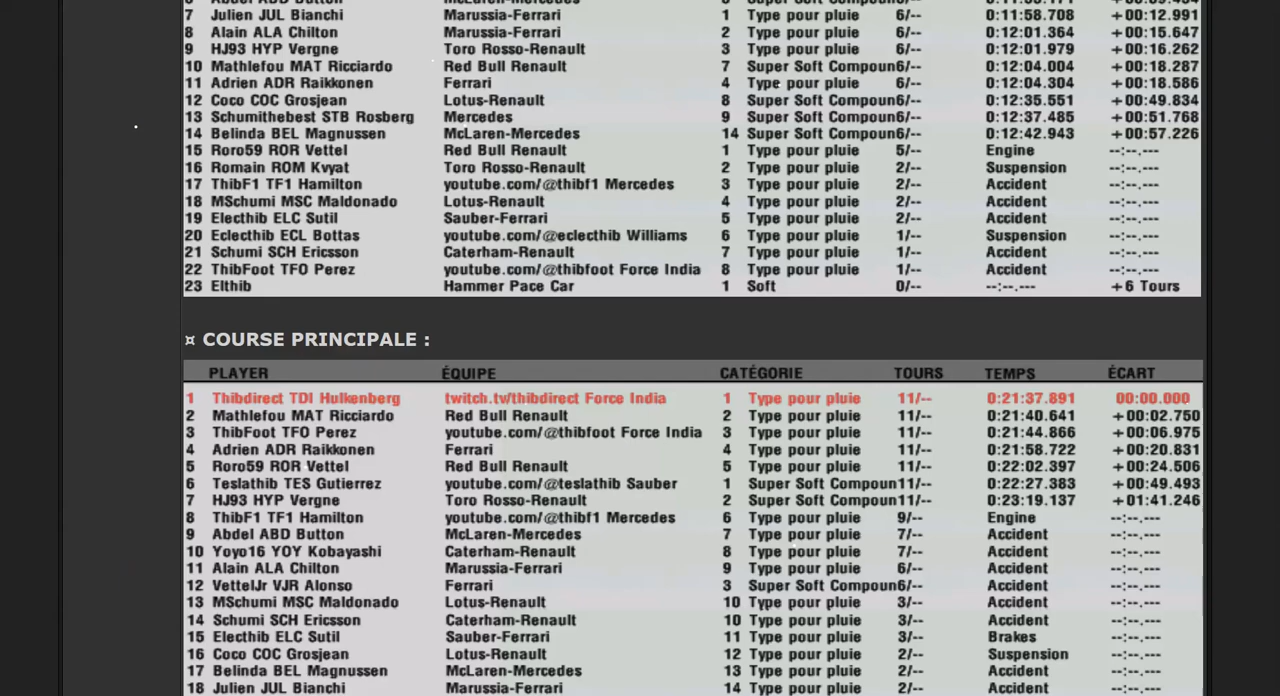 7 Julien JUL Bianchi Marussia-Ferrari 1 Type pour pluie 6/-- 0:11:58.708 +00:12.991
8 Alain ALA Chilton Marussia-Ferrari 2 Type pour pluie 6/-- 0:12:01.364 +00:15.647
9 HJ93 HYP Vergne Toro Rosso-Renault 3 Type pour pluie 6/-- 0:12:01.979 +00:16.262
10 Mathlefou MAT Ricciardo Red Bull Renault 7 Super Soft Compoun6/-- 0:12:04.004 +00:18.287
11 Adrien ADR Raikkonen Ferrari 4 Type pour pluie 6/-- 0:12:04.304 +00:18.586
12 Coco COC Grosjean Lotus-Renault 8 Super Soft Compoun6/-- 0:12:35.551 +00:49.834
13 Schumithebest STB Rosberg Mercedes 9 Super Soft Compoun6/-- 0:12:37.485 +00:51.768
14 Belinda BEL Magnussen McLaren-Mercedes 14 Super Soft Compoun6/-- 0:12:42.943 +00:57.226
15 Roro59 ROR Vettel Red Bull Renault 1 Type pour pluie 5/-- Engine --:--.---
16 Romain ROM Kvyat Toro Rosso-Renault 2 Type pour pluie 2/-- Suspension --:--.---
17 ThibF1 TF1 Hamilton youtube.com/@thibf1 Mercedes 3 Type pour pluie 2/-- Accident --:--.---
18 MSchumi MSC Maldonado Lotus-Renault 4 Type pour pluie 2/-- Accident --:--.---
19 Electhib ELC Sutil Sauber-Ferrari 5 Type pour pluie 2/-- Accident --:--.---
20 Eclecthib ECL Bottas youtube.com/@eclecthib Williams 6 Type pour pluie 1/-- Suspension --:--.---
21 Schumi SCH Ericsson Caterham-Renault 7 Type pour pluie 1/-- Accident --:--.---
22 ThibFoot TFO Perez youtube.com/@thibfoot Force India 8 Type pour pluie 1/-- Accident --:--.---
23 Elthib Hammer Pace Car 1 Soft 0/-- --:--.--- +6 Tours
¤ COURSE PRINCIPALE :
PLAYER ÉQUIPE CATÉGORIE TOURS TEMPS ÉCART
1 Thibdirect TDI Hulkenberg twitch.tv/thibdirect Force India 1 Type pour pluie 11/-- 0:21:37.891 00:00.000
2 Mathlefou MAT Ricciardo Red Bull Renault 2 Type pour pluie 11/-- 0:21:40.641 +00:02.750
3 ThibFoot TFO Perez youtube.com/@thibfoot Force India 3 Type pour pluie 11/-- 0:21:44.866 +00:06.975
4 Adrien ADR Raikkonen Ferrari 4 Type pour pluie 11/-- 0:21:58.722 +00:20.831
5 Roro59 ROR Vettel Red Bull Renault 5 Type pour pluie 11/-- 0:22:02.397 +00:24.506
6 Teslathib TES Gutierrez youtube.com/@teslathib Sauber 1 Super Soft Compoun11/-- 0:22:27.383 +00:49.493
7 HJ93 HYP Vergne Toro Rosso-Renault 2 Super Soft Compoun11/-- 0:23:19.137 +01:41.246
8 ThibF1 TF1 Hamilton youtube.com/@thibf1 Mercedes 6 Type pour pluie 9/-- Engine --:--.---
9 Abdel ABD Button McLaren-Mercedes 7 Type pour pluie 7/-- Accident --:--.---
10 Yoyo16 YOY Kobayashi Caterham-Renault 8 Type pour pluie 7/-- Accident --:--.---
11 Alain ALA Chilton Marussia-Ferrari 9 Type pour pluie 6/-- Accident --:--.---
12 VettelJr VJR Alonso Ferrari 3 Super Soft Compoun6/-- Accident --:--.---
13 MSchumi MSC Maldonado Lotus-Renault 10 Type pour pluie 3/-- Accident --:--.---
14 Schumi SCH Ericsson Caterham-Renault 10 Type pour pluie 3/-- Accident --:--.---
15 Electhib ELC Sutil Sauber-Ferrari 11 Type pour pluie 3/-- Brakes --:--.---
16 Coco COC Grosjean Lotus-Renault 12 Type pour pluie 2/-- Suspension --:--.---
17 Belinda BEL Magnussen McLaren-Mercedes 13 Type pour pluie 2/-- Accident --:--.---
18 Julien JUL Bianchi Marussia-Ferrari 14 Type pour pluie 2/-- Accident --:--.---